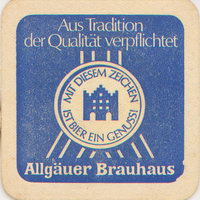 Aus Tradition
der Qualität verpflichtet
MIT DIESEM ZEICHEN
IST BIER EIN GENUSS!
Allgäuer Brauhaus